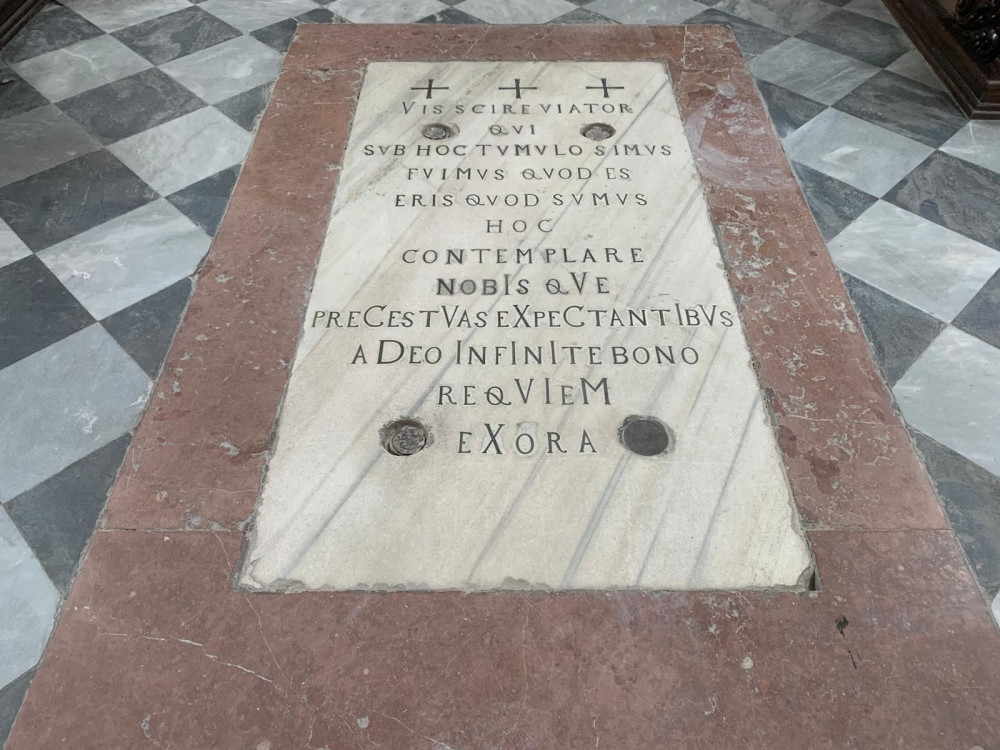 + + +
VIS SCIRE VIATOR
QVI
SVB HOC TVMVLO SIMVS
FVIMVS QVOD ES
ERIS QVOD SVMVS
HOC
CONTEMPLARE
NOBIS QVE
PRECES TVAS EXPECTANTIBVS
A DEO INFINITE BONO
REQVIEM
EXORA